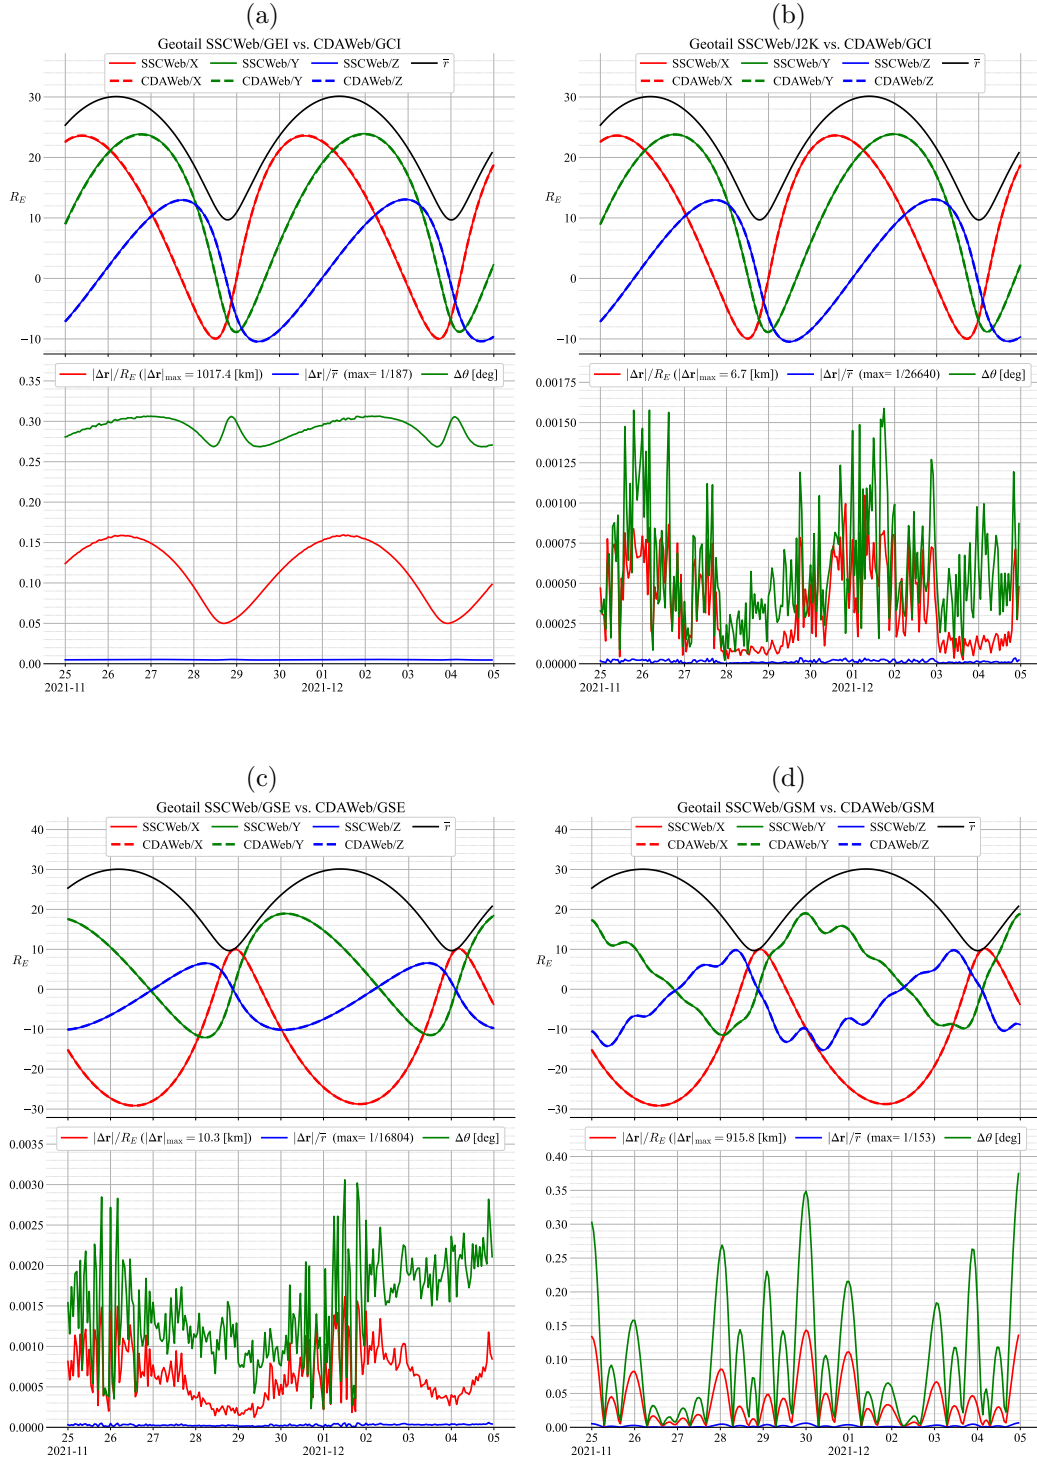 (a)
Geotail SSCWeb/GEI vs. CDAWeb/GCI
SSCWeb/X SSCWeb/Y SSCWeb/Z r̅
CDAWeb/X CDAWeb/Y CDAWeb/Z
30
20
R_E 10
0
−10
|Δr|/R_E (|Δr|max = 1017.4 [km]) |Δr|/r̅ (max= 1/187) Δθ [deg]
0.35
0.30
0.25
0.20
0.15
0.10
0.05
0.00
25 26 27 28 29 30 01 02 03 04 05
2021-11 2021-12
(b)
Geotail SSCWeb/J2K vs. CDAWeb/GCI
SSCWeb/X SSCWeb/Y SSCWeb/Z r̅
CDAWeb/X CDAWeb/Y CDAWeb/Z
30
20
R_E 10
0
−10
|Δr|/R_E (|Δr|max = 6.7 [km]) |Δr|/r̅ (max= 1/26640) Δθ [deg]
0.00175
0.00150
0.00125
0.00100
0.00075
0.00050
0.00025
0.00000
25 26 27 28 29 30 01 02 03 04 05
2021-11 2021-12
(c)
Geotail SSCWeb/GSE vs. CDAWeb/GSE
SSCWeb/X SSCWeb/Y SSCWeb/Z r̅
CDAWeb/X CDAWeb/Y CDAWeb/Z
40
30
20
10
R_E
0
−10
−20
−30
|Δr|/R_E (|Δr|max = 10.3 [km]) |Δr|/r̅ (max= 1/16804) Δθ [deg]
0.0035
0.0030
0.0025
0.0020
0.0015
0.0010
0.0005
0.0000
25 26 27 28 29 30 01 02 03 04 05
2021-11 2021-12
(d)
Geotail SSCWeb/GSM vs. CDAWeb/GSM
SSCWeb/X SSCWeb/Y SSCWeb/Z r̅
CDAWeb/X CDAWeb/Y CDAWeb/Z
40
30
20
10
R_E
0
−10
−20
−30
|Δr|/R_E (|Δr|max = 915.8 [km]) |Δr|/r̅ (max= 1/153) Δθ [deg]
0.40
0.35
0.30
0.25
0.20
0.15
0.10
0.05
0.00
25 26 27 28 29 30 01 02 03 04 05
2021-11 2021-12